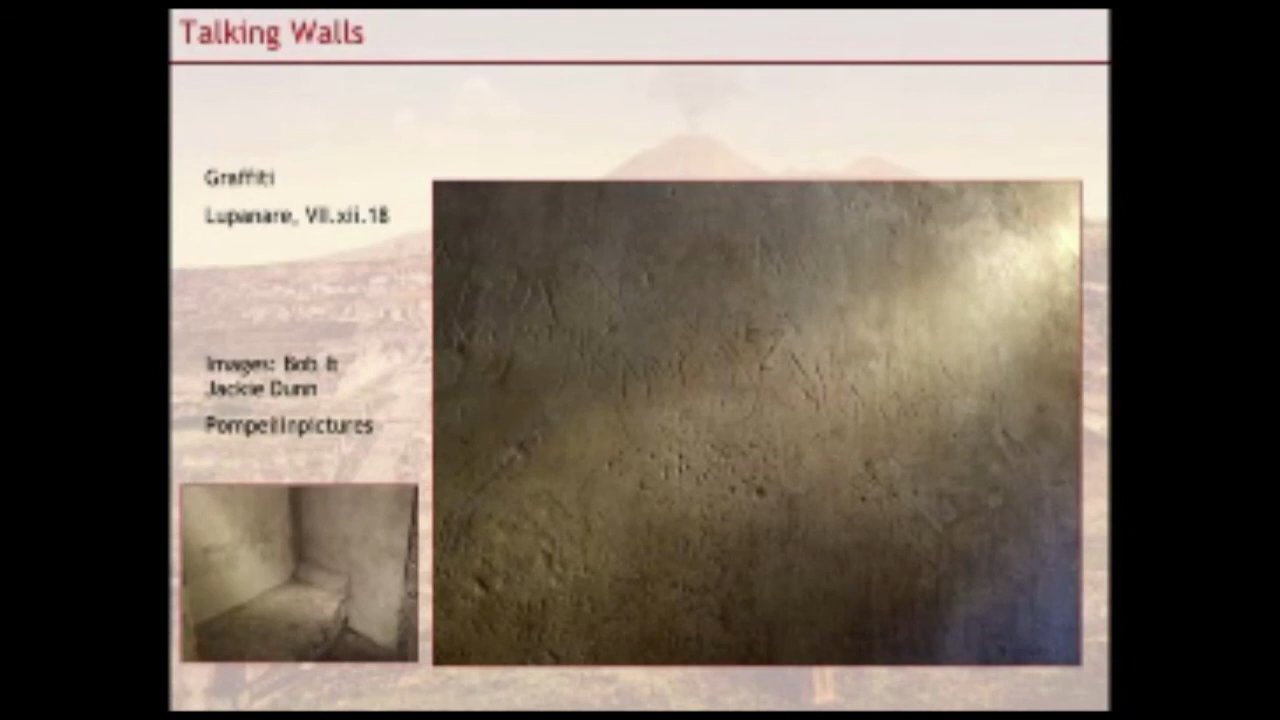 Talking Walls
Graffiti
Lupanare, VII.xii.18
Images: Bob &
Jackie Dunn
Pompeiiinpictures